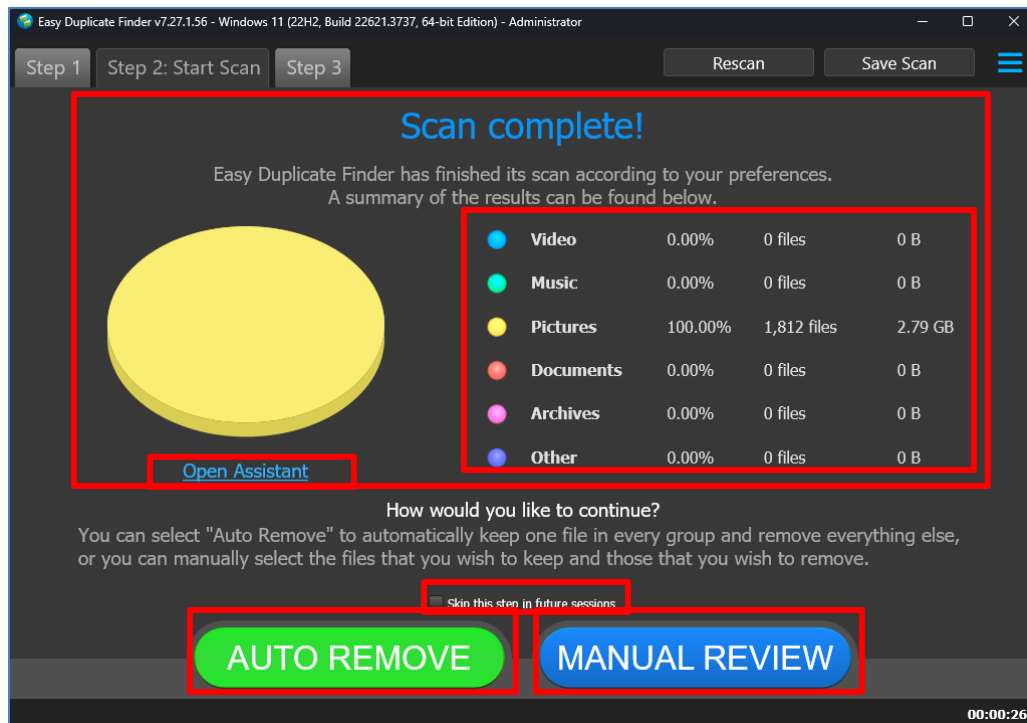 Easy Duplicate Finder v7.27.1.56 - Windows 11 (22H2, Build 22621.3737, 64-bit Edition) - Administrator
Step 1 Step 2: Start Scan Step 3 Rescan Save Scan
Scan complete!
Easy Duplicate Finder has finished its scan according to your preferences.
A summary of the results can be found below.
Video 0.00% 0 files 0 B
Music 0.00% 0 files 0 B
Pictures 100.00% 1,812 files 2.79 GB
Documents 0.00% 0 files 0 B
Archives 0.00% 0 files 0 B
Other 0.00% 0 files 0 B
Open Assistant
How would you like to continue?
You can select "Auto Remove" to automatically keep one file in every group and remove everything else,
or you can manually select the files that you wish to keep and those that you wish to remove.
Skip this step in future sessions
AUTO REMOVE MANUAL REVIEW
00:00:26